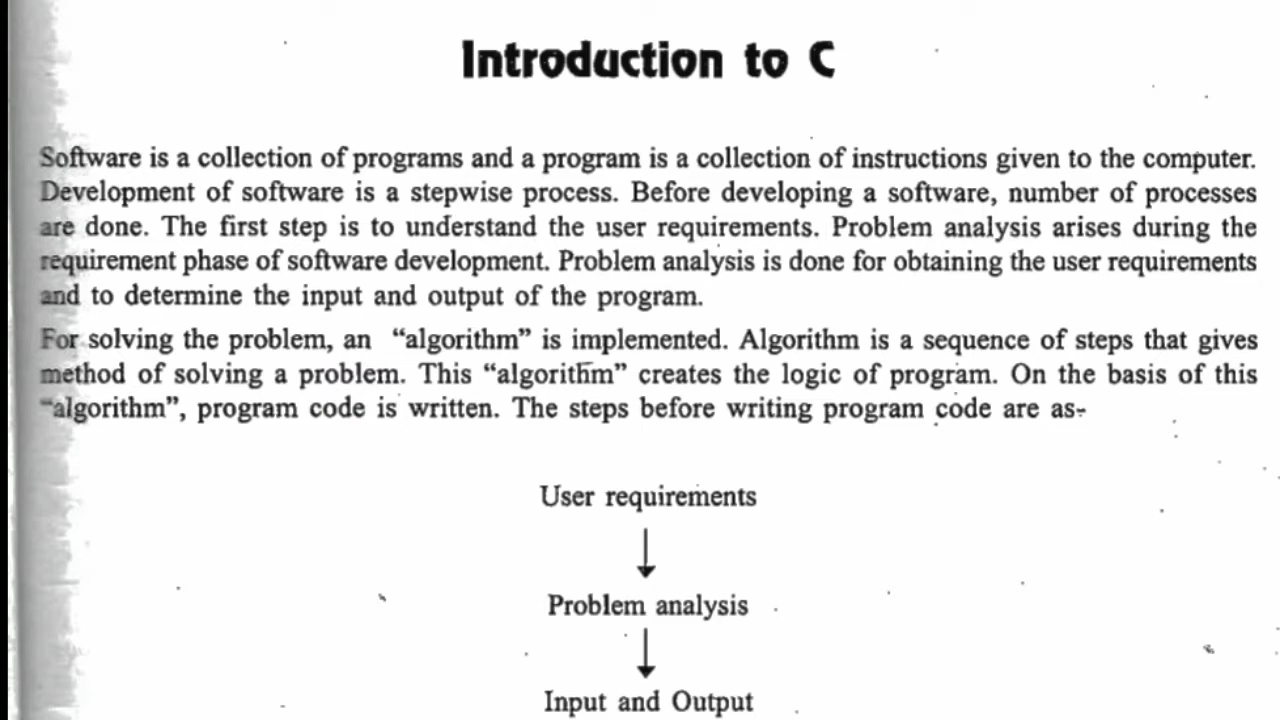 Introduction to C
Software is a collection of programs and a program is a collection of instructions given to the computer.
Development of software is a stepwise process. Before developing a software, number of processes
are done. The first step is to understand the user requirements. Problem analysis arises during the
requirement phase of software development. Problem analysis is done for obtaining the user requirements
and to determine the input and output of the program.
For solving the problem, an “algorithm” is implemented. Algorithm is a sequence of steps that gives
method of solving a problem. This “algorithm” creates the logic of program. On the basis of this
“algorithm”, program code is written. The steps before writing program code are as-
User requirements
Problem analysis
Input and Output